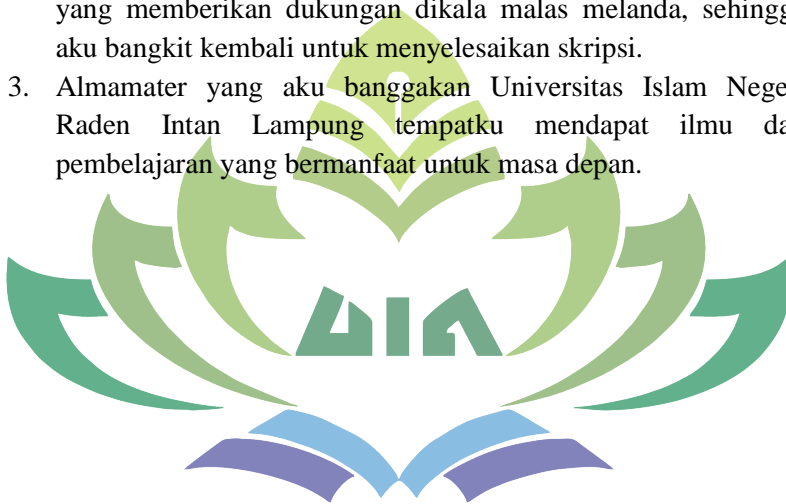 yang memberikan dukungan dikala malas melanda, sehingg
aku bangkit kembali untuk menyelesaikan skripsi.
3. Almamater yang aku banggakan Universitas Islam Nege
Raden Intan Lampung tempatku mendapat ilmu da
pembelajaran yang bermanfaat untuk masa depan.